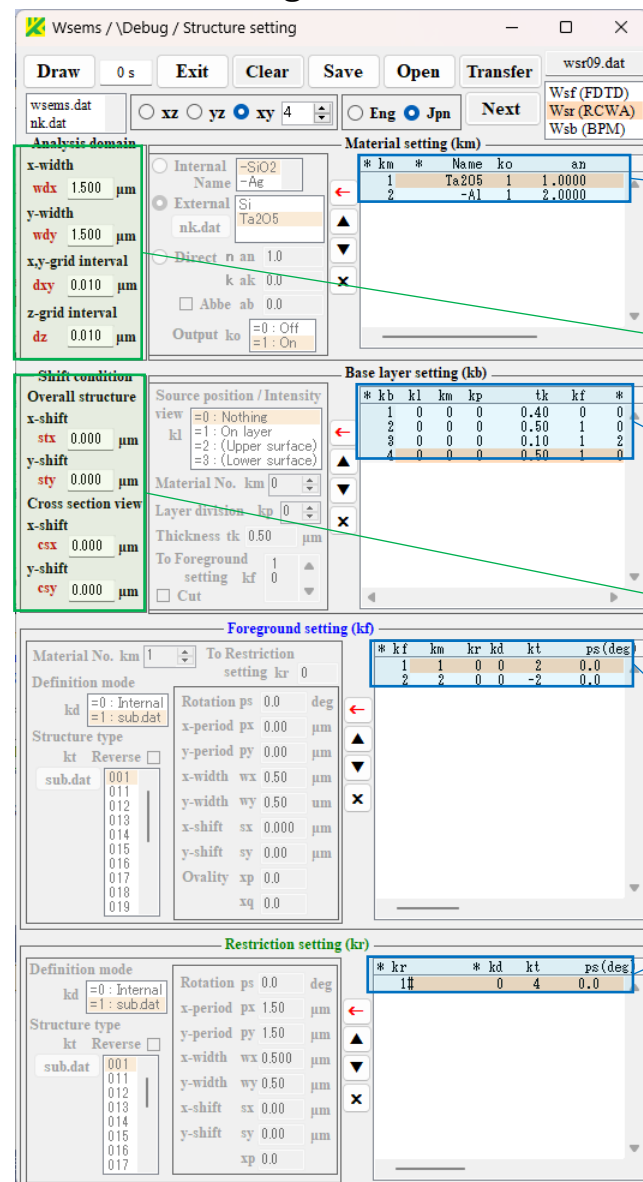 Wsems / \Debug / Structure setting
Draw 0 s Exit Clear Save Open Transfer wsr09.dat
wsems.dat
nk.dat
xz yz xy 4 Eng Jpn Next
Wsf (FDTD)
Wsr (RCWA)
Wsb (BPM)
Analysis domain
x-width
wdx 1.500 μm
y-width
wdy 1.500 μm
x,y-grid interval
dxy 0.010 μm
z-grid interval
dz 0.010 μm
Internal Name
-SiO2
-Ag
External
nk.dat
Si
Ta2O5
Direct n an 1.0
k ak 0.0
Abbe ab 0.0
Output ko
=0 : Off
=1 : On
Material setting (km)
* km * Name ko an
1 Ta2O5 1 1.0000
2 -Al 1 2.0000
Shift condition
Overall structure
x-shift
stx 0.000 μm
y-shift
sty 0.000 μm
Cross section view
x-shift
csx 0.000 μm
y-shift
csy 0.000 μm
Source position / Intensity
view
kl
=0 : Nothing
=1 : On layer
=2 : (Upper surface)
=3 : (Lower surface)
Material No. km 0
Layer division kp 0
Thickness tk 0.50 μm
To Foreground 1
setting kf 0
Cut
Base layer setting (kb)
* kb kl km kp tk kf *
1 0 0 0 0.40 0 0
2 0 0 0 0.50 1 0
3 0 0 0 0.10 1 2
4 0 0 0 0.50 1 0
Foreground setting (kf)
Material No. km 1 To Restriction
setting kr 0
Definition mode
kd
=0 : Internal
=1 : sub.dat
Structure type
kt Reverse
sub.dat
001
011
012
013
014
015
016
017
018
019
Rotation ps 0.0 deg
x-period px 0.00 μm
y-period py 0.00 μm
x-width wx 0.50 μm
y-width wy 0.50 um
x-shift sx 0.000 μm
y-shift sy 0.00 μm
Ovality xp 0.0
xq 0.0
* kf km kr kd kt ps(deg)
1 1 0 0 2 0.0
2 2 0 0 -2 0.0
Restriction setting (kr)
Definition mode
kd
=0 : Internal
=1 : sub.dat
Structure type
kt Reverse
sub.dat
001
011
012
013
014
015
016
017
Rotation ps 0.0 deg
x-period px 1.50 μm
y-period py 1.50 μm
x-width wx 0.500 μm
y-width wy 0.50 μm
x-shift sx 0.00 μm
y-shift sy 0.00 μm
xp 0.0
* kr * kd kt ps(deg)
1# 0 4 0.0